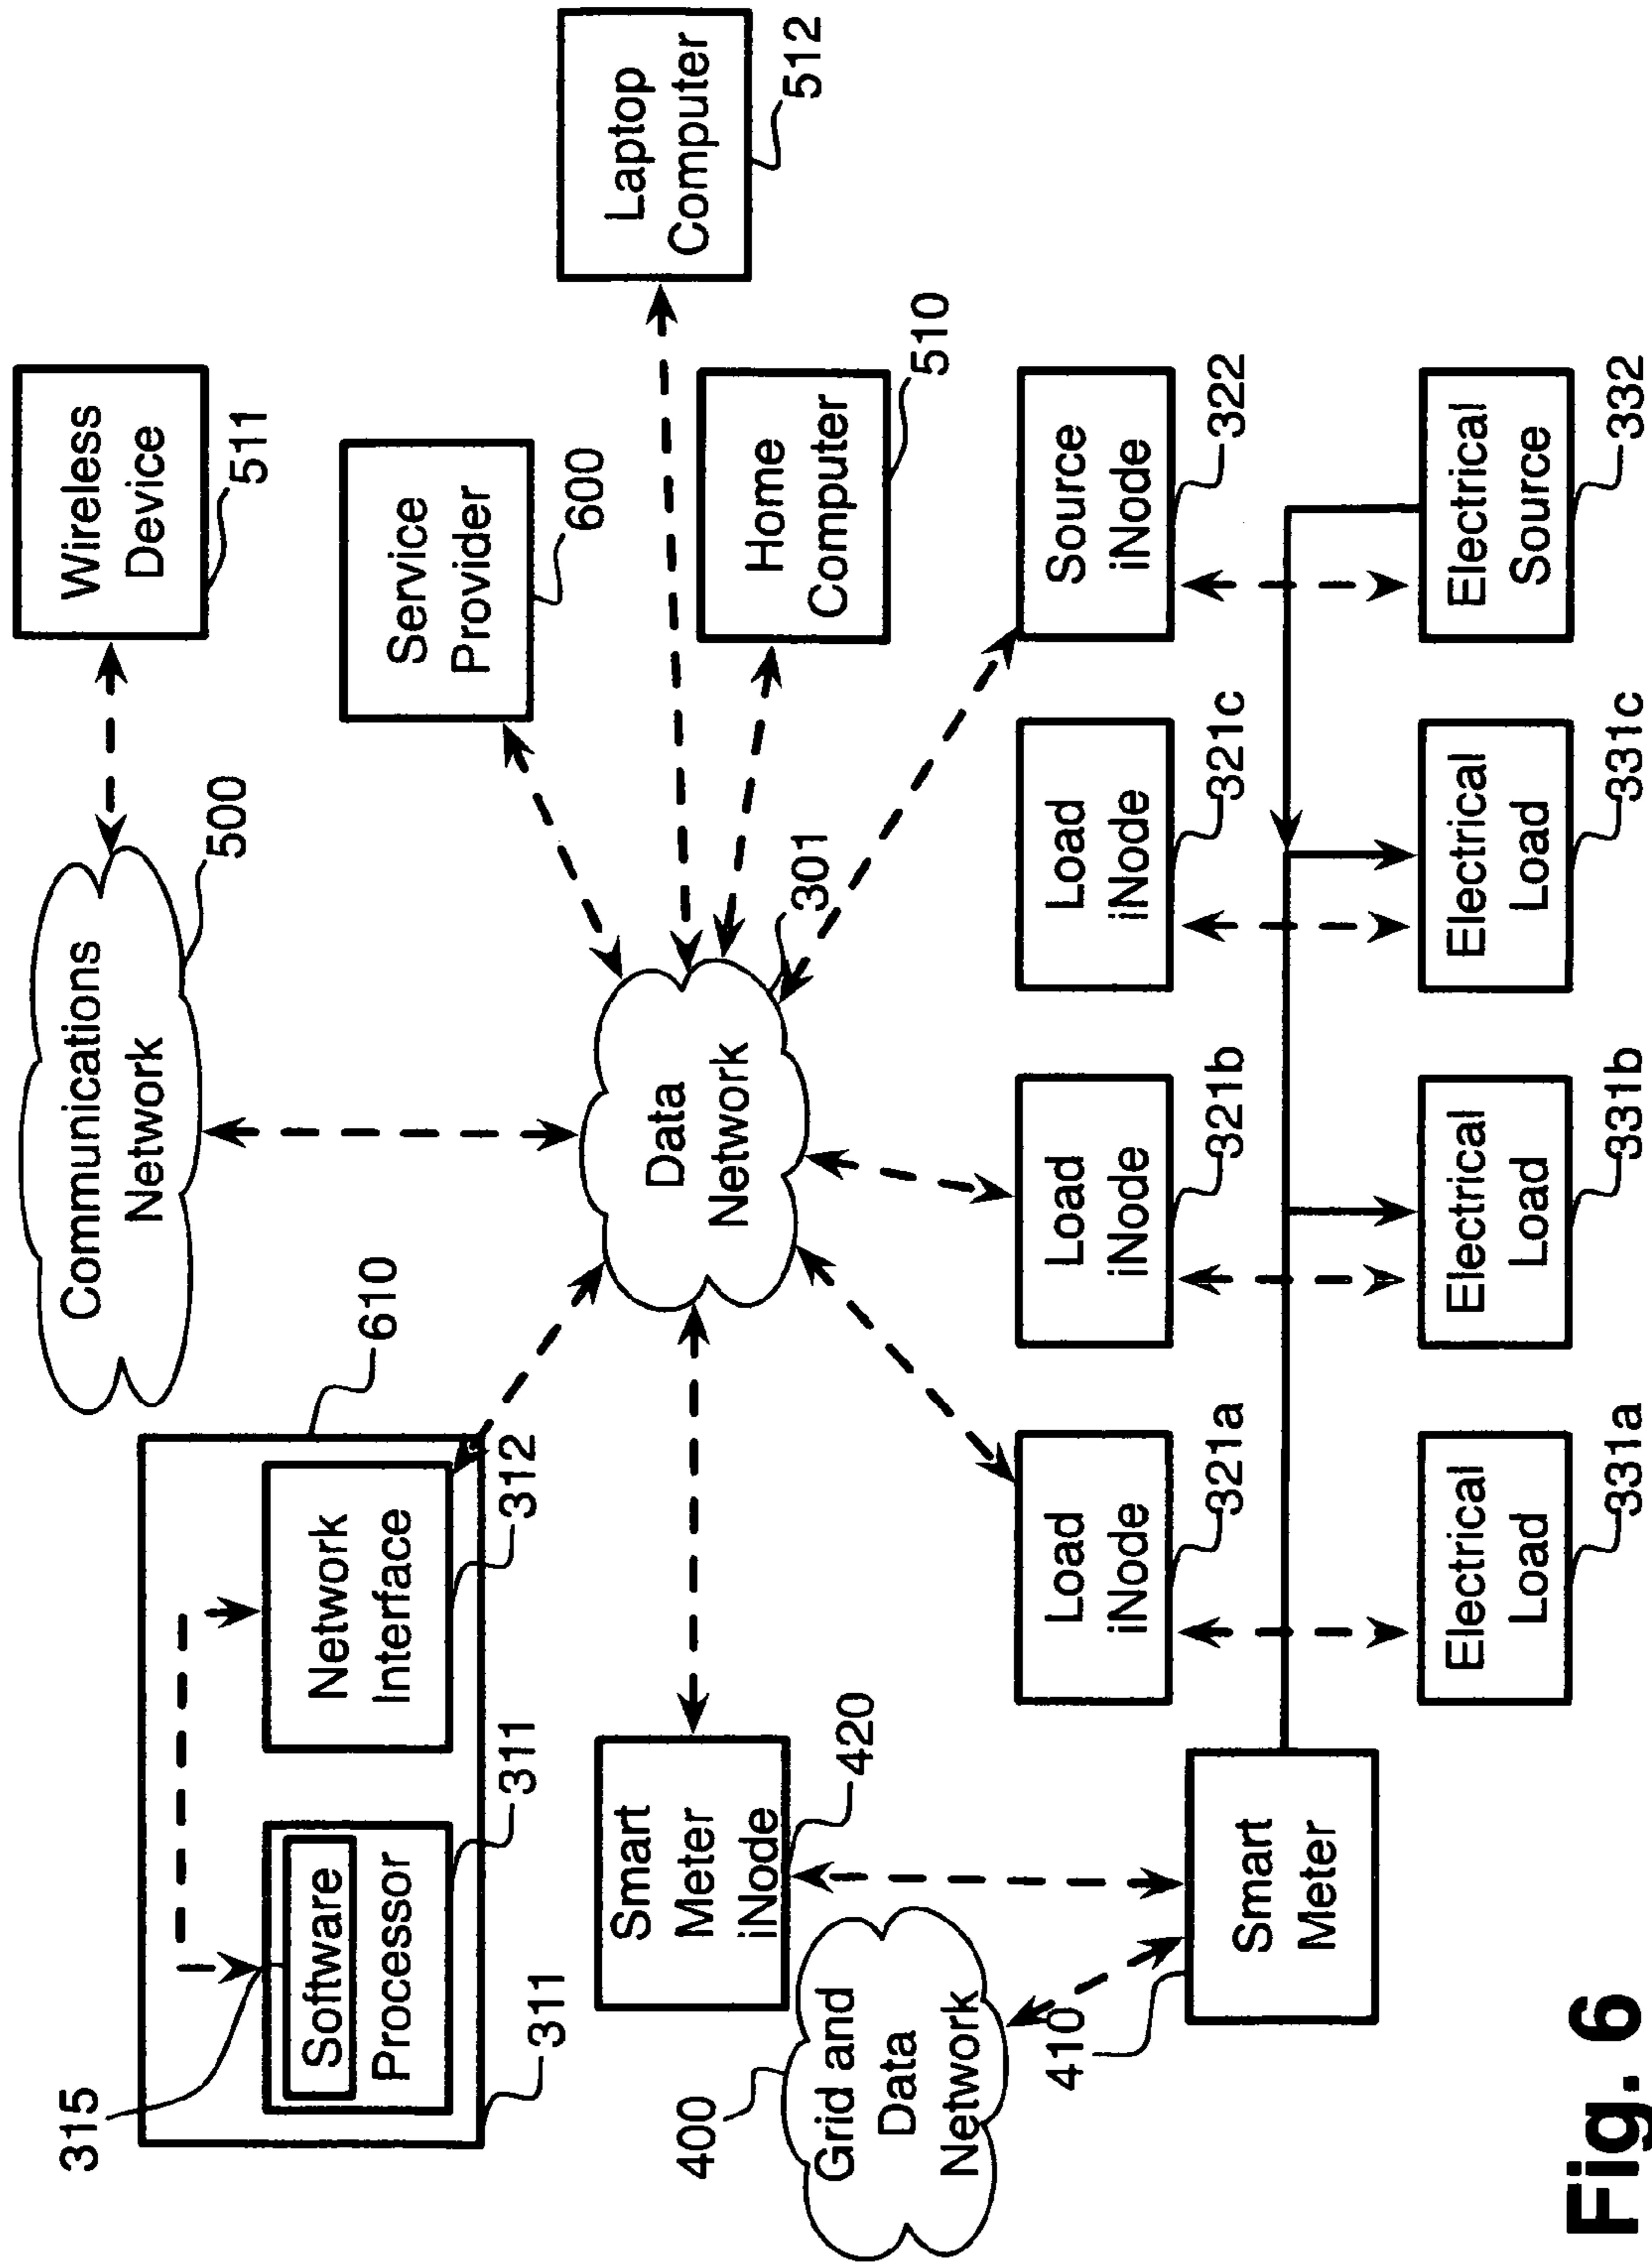 315
Software
Processor
311
311
Network
Interface
312
610
Communications
Network
500
Wireless
Device
511
Service
Provider
600
Laptop
Computer
512
Home
Computer
510
Data
Network
301
Smart
Meter
iNode
420
400
Grid and
Data
Network
410
Smart
Meter
Load
iNode
321a
Load
iNode
321b
Load
iNode
321c
Source
iNode
322
Electrical
Load
331a
Electrical
Load
331b
Electrical
Load
331c
Electrical
Source
332
Fig. 6